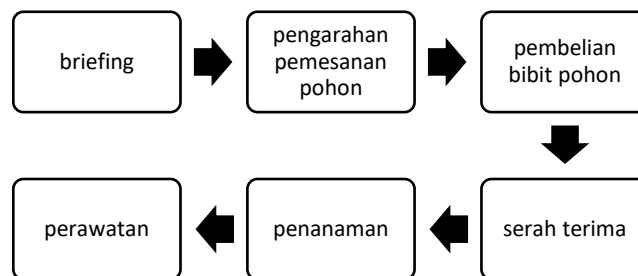 briefing
pengarahan
pemesanan
pohon
pembelian
bibit pohon
serah terima
penanaman
perawatan